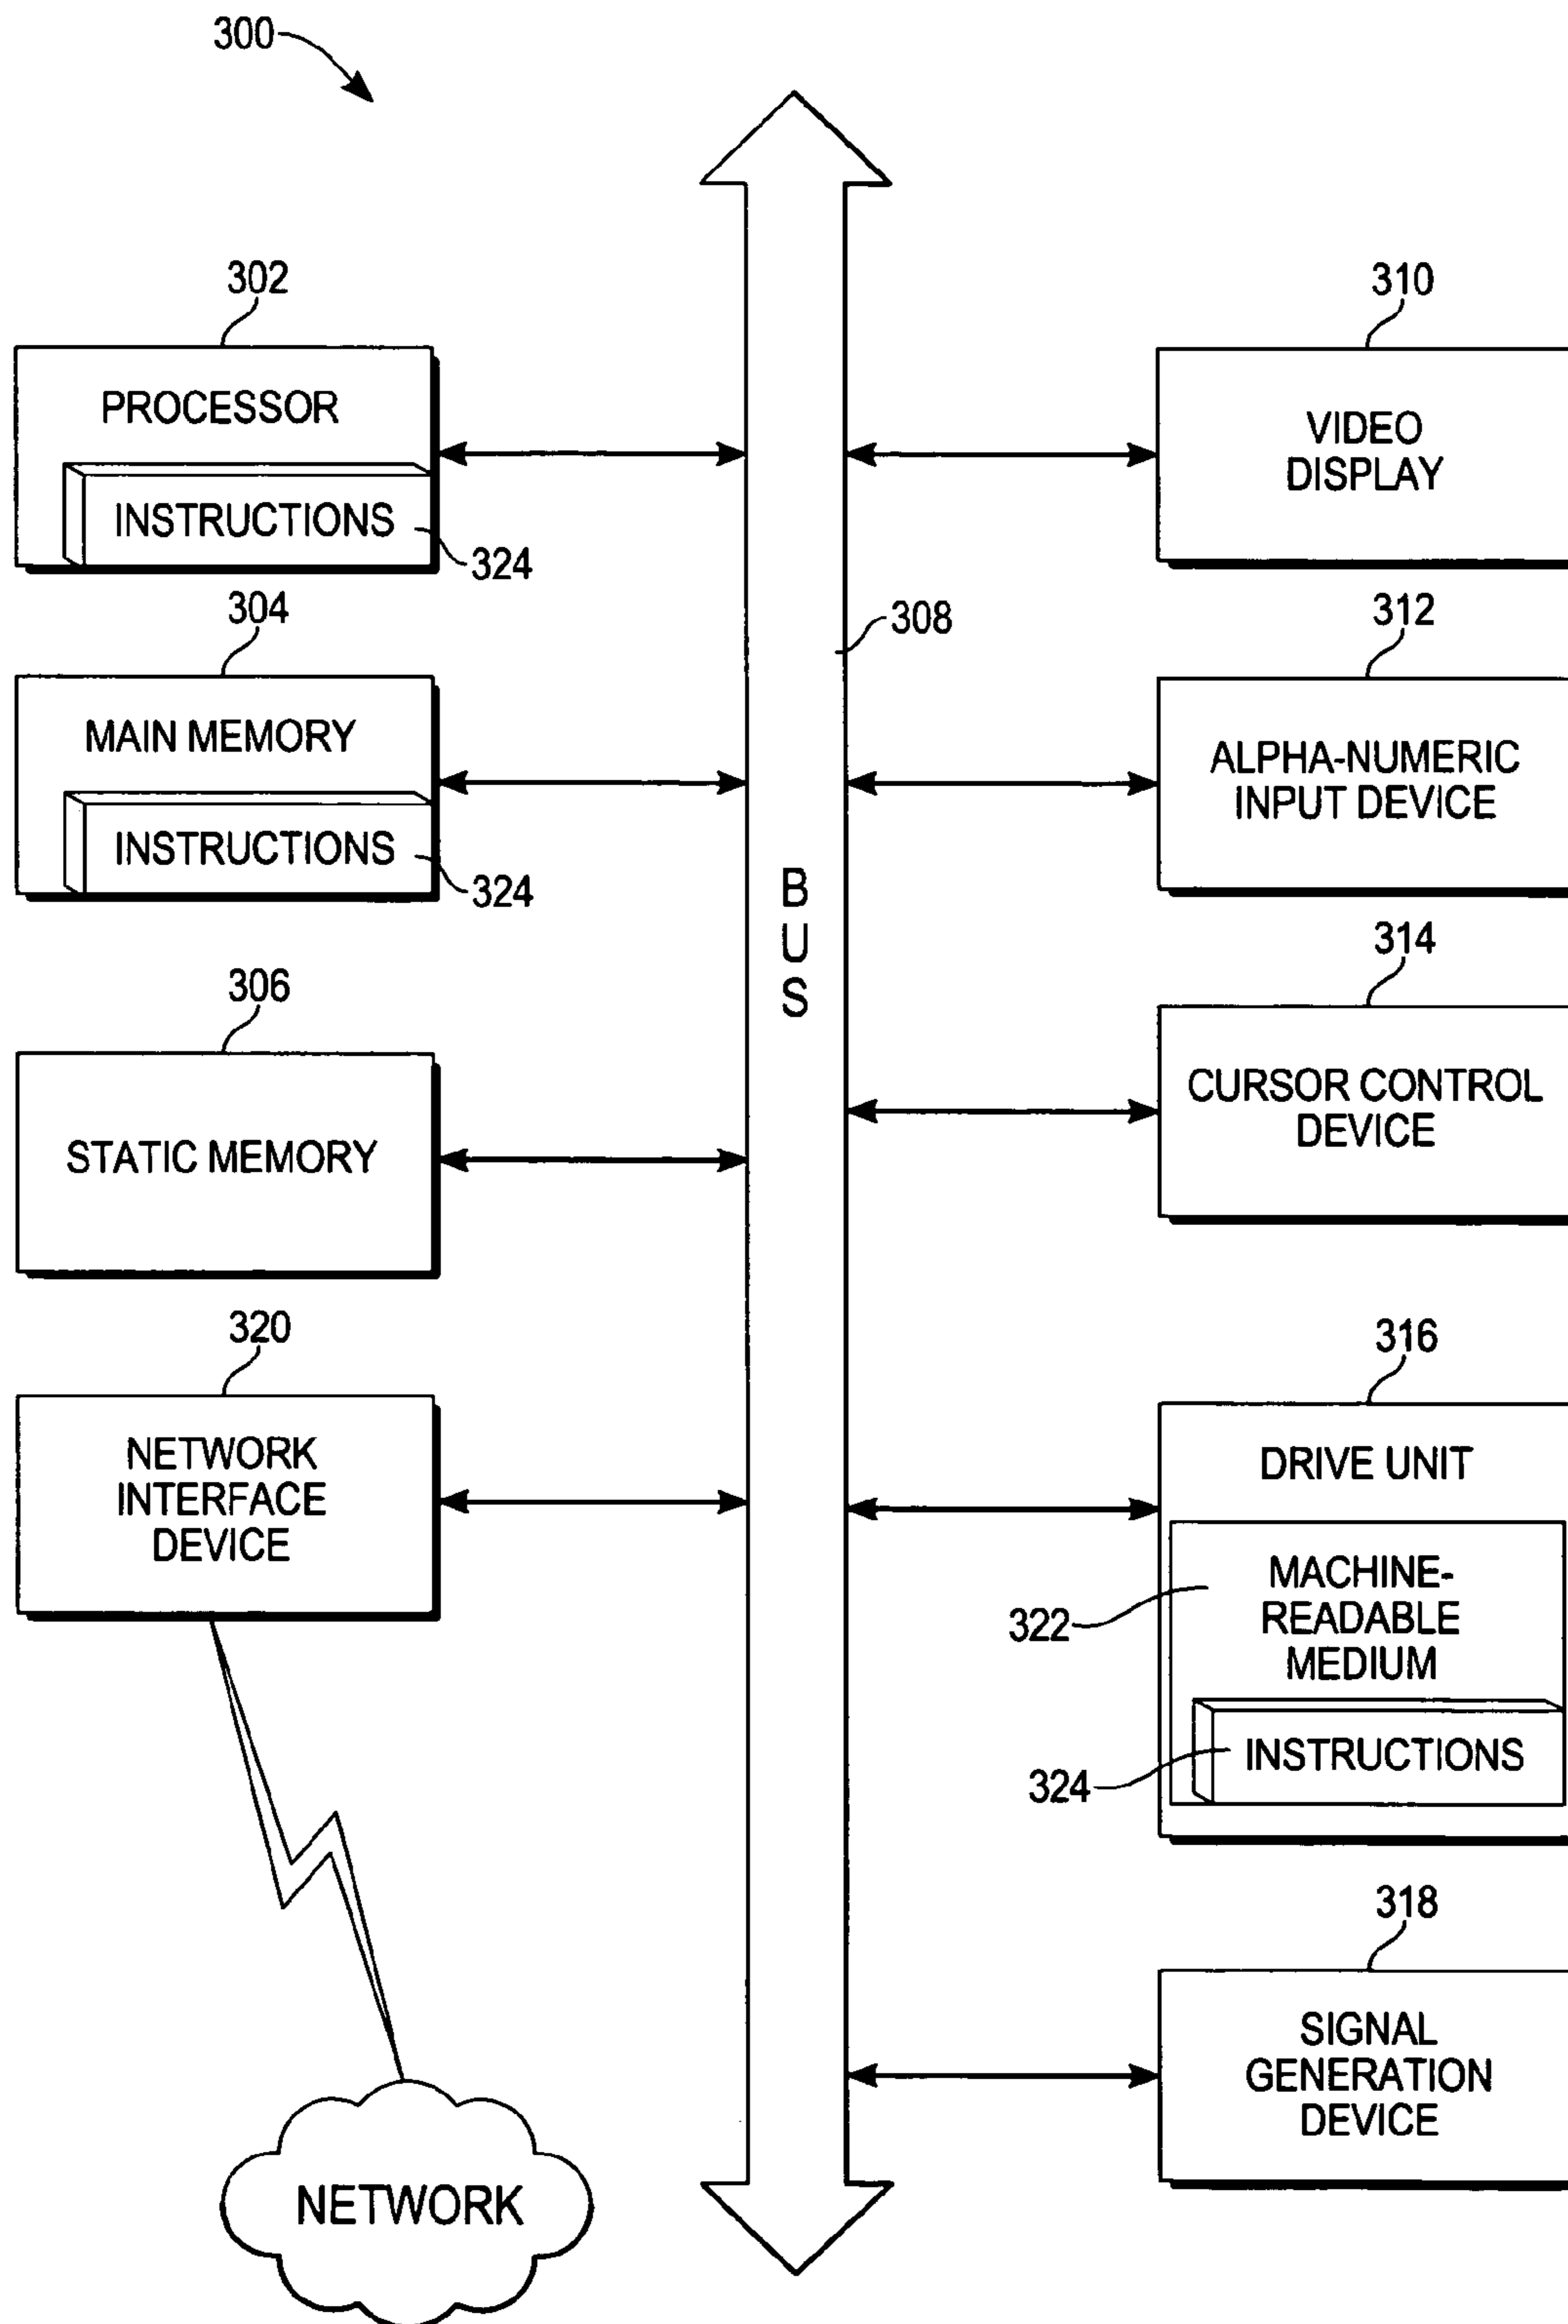 300
302
PROCESSOR
INSTRUCTIONS
324
304
MAIN MEMORY
INSTRUCTIONS
324
306
STATIC MEMORY
320
NETWORK
INTERFACE
DEVICE
NETWORK
308
B
U
S
310
VIDEO
DISPLAY
312
ALPHA-NUMERIC
INPUT DEVICE
314
CURSOR CONTROL
DEVICE
316
DRIVE UNIT
322
MACHINE-
READABLE
MEDIUM
324
INSTRUCTIONS
318
SIGNAL
GENERATION
DEVICE